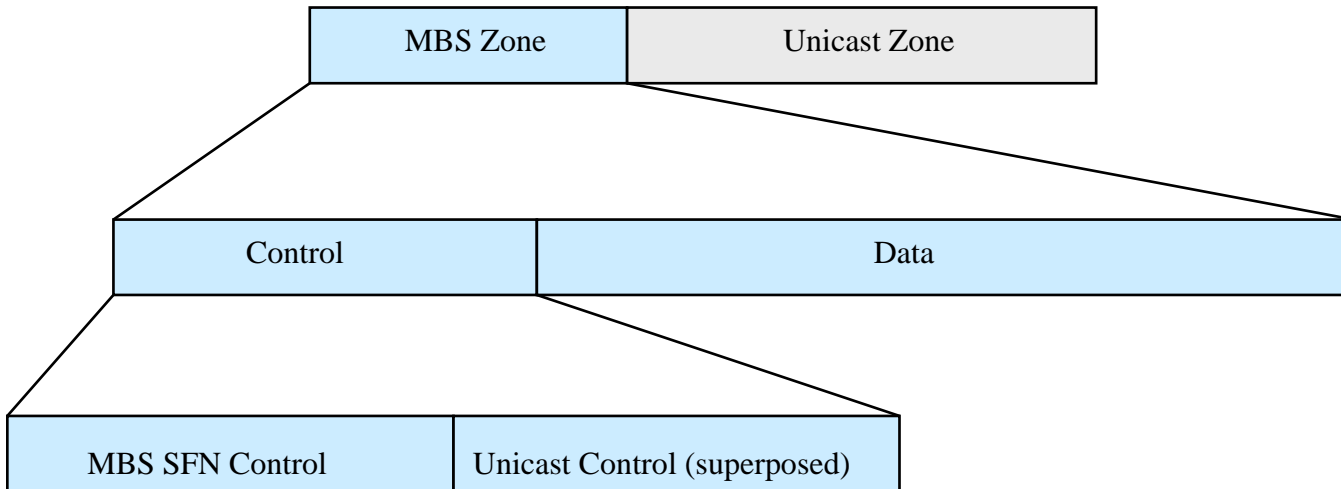 MBS Zone
Unicast Zone
Control
Data
MBS SFN Control
Unicast Control (superposed)